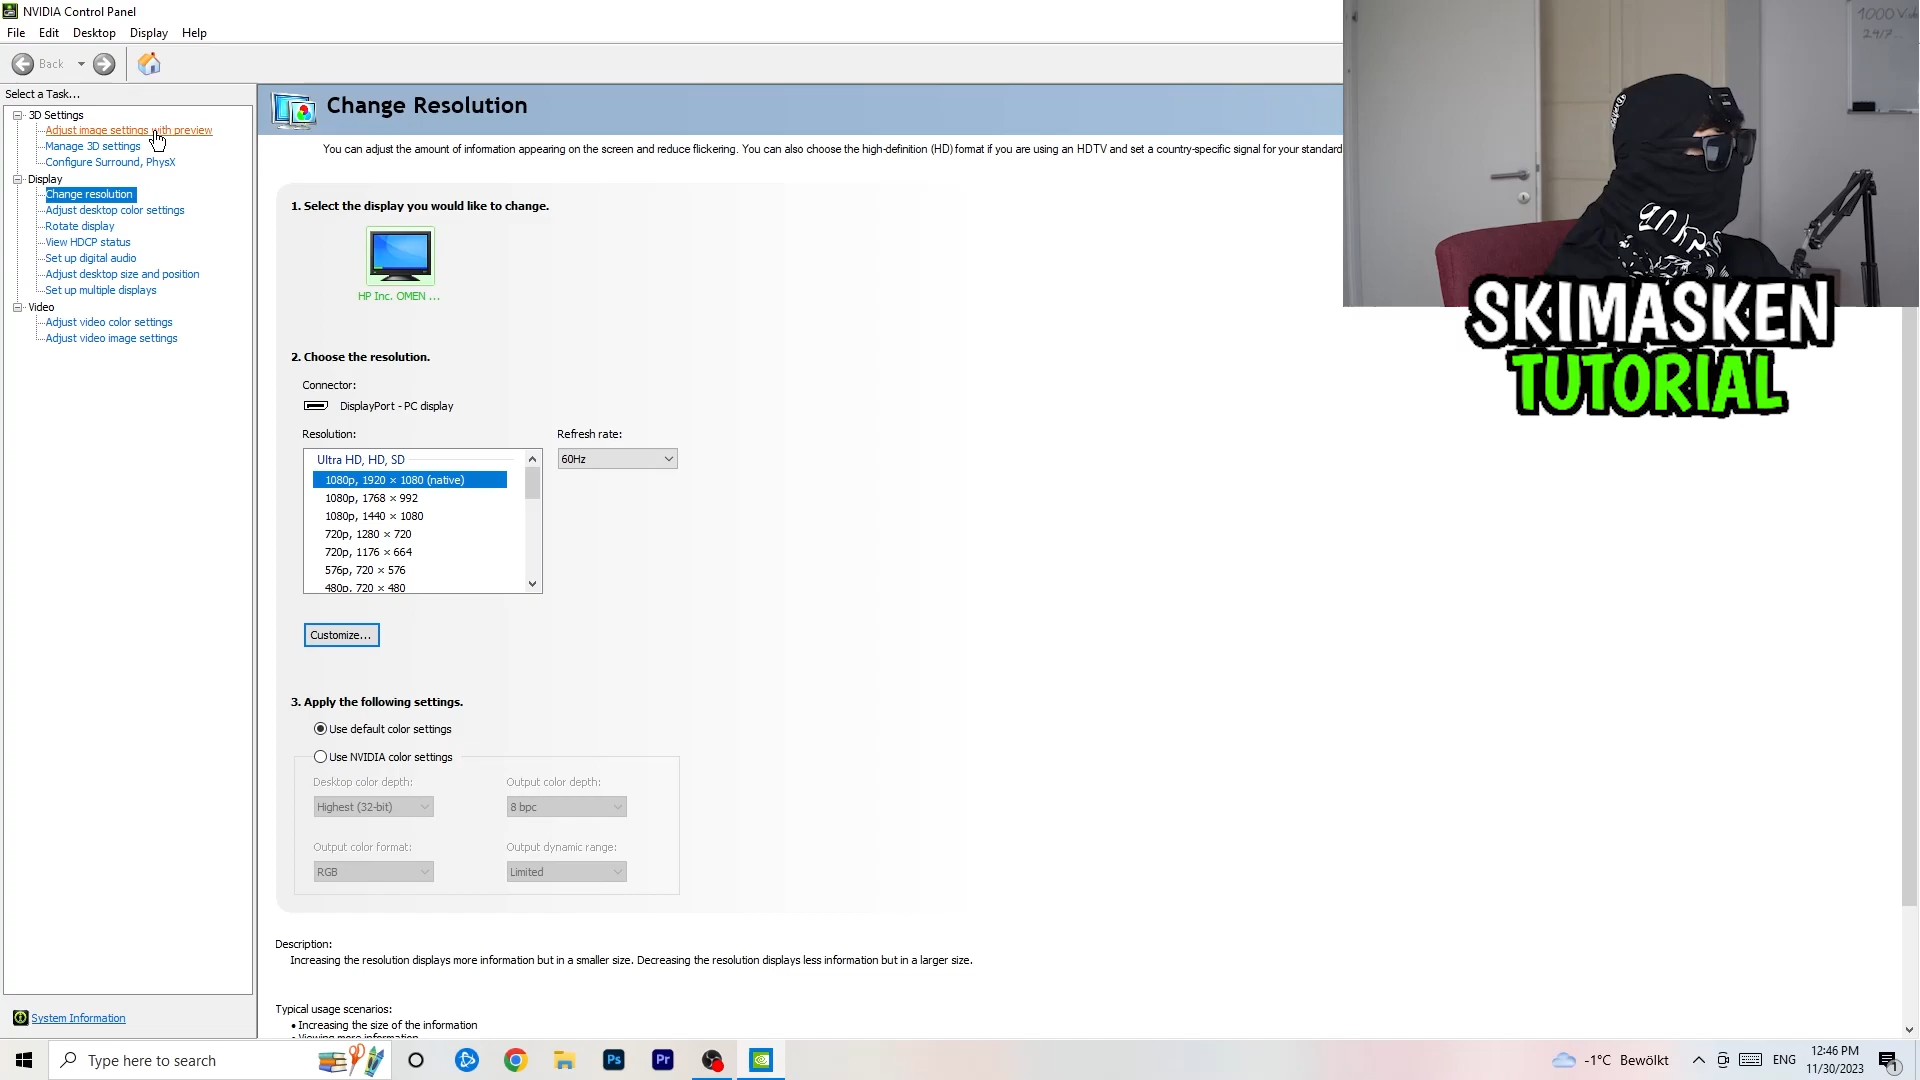 NVIDIA Control Panel
File Edit Desktop Display Help
Back
Select a Task...
3D Settings
Adjust image settings with preview
Manage 3D settings
Configure Surround, PhysX
Display
Change resolution
Adjust desktop color settings
Rotate display
View HDCP status
Set up digital audio
Adjust desktop size and position
Set up multiple displays
Video
Adjust video color settings
Adjust video image settings
System Information
Change Resolution
You can adjust the amount of information appearing on the screen and reduce flickering. You can also choose the high-definition (HD) format if you are using an HDTV and set a country-specific signal for your standard
1. Select the display you would like to change.
HP Inc. OMEN ...
2. Choose the resolution.
Connector:
DisplayPort - PC display
Resolution:
Refresh rate:
Ultra HD, HD, SD
60Hz
1080p, 1920 × 1080 (native)
1080p, 1768 × 992
1080p, 1440 × 1080
720p, 1280 × 720
720p, 1176 × 664
576p, 720 × 576
480p, 720 × 480
Customize...
3. Apply the following settings.
Use default color settings
Use NVIDIA color settings
Desktop color depth:
Output color depth:
Highest (32-bit)
8 bpc
Output color format:
Output dynamic range:
RGB
Limited
Description:
Increasing the resolution displays more information but in a smaller size. Decreasing the resolution displays less information but in a larger size.
Typical usage scenarios:
• Increasing the size of the information
• Viewing more information
1000 V
24/7
SKIMASKEN
TUTORIAL
Type here to search
Ps
Pr
-1°C Bewölkt
ENG
12:46 PM
11/30/2023
1